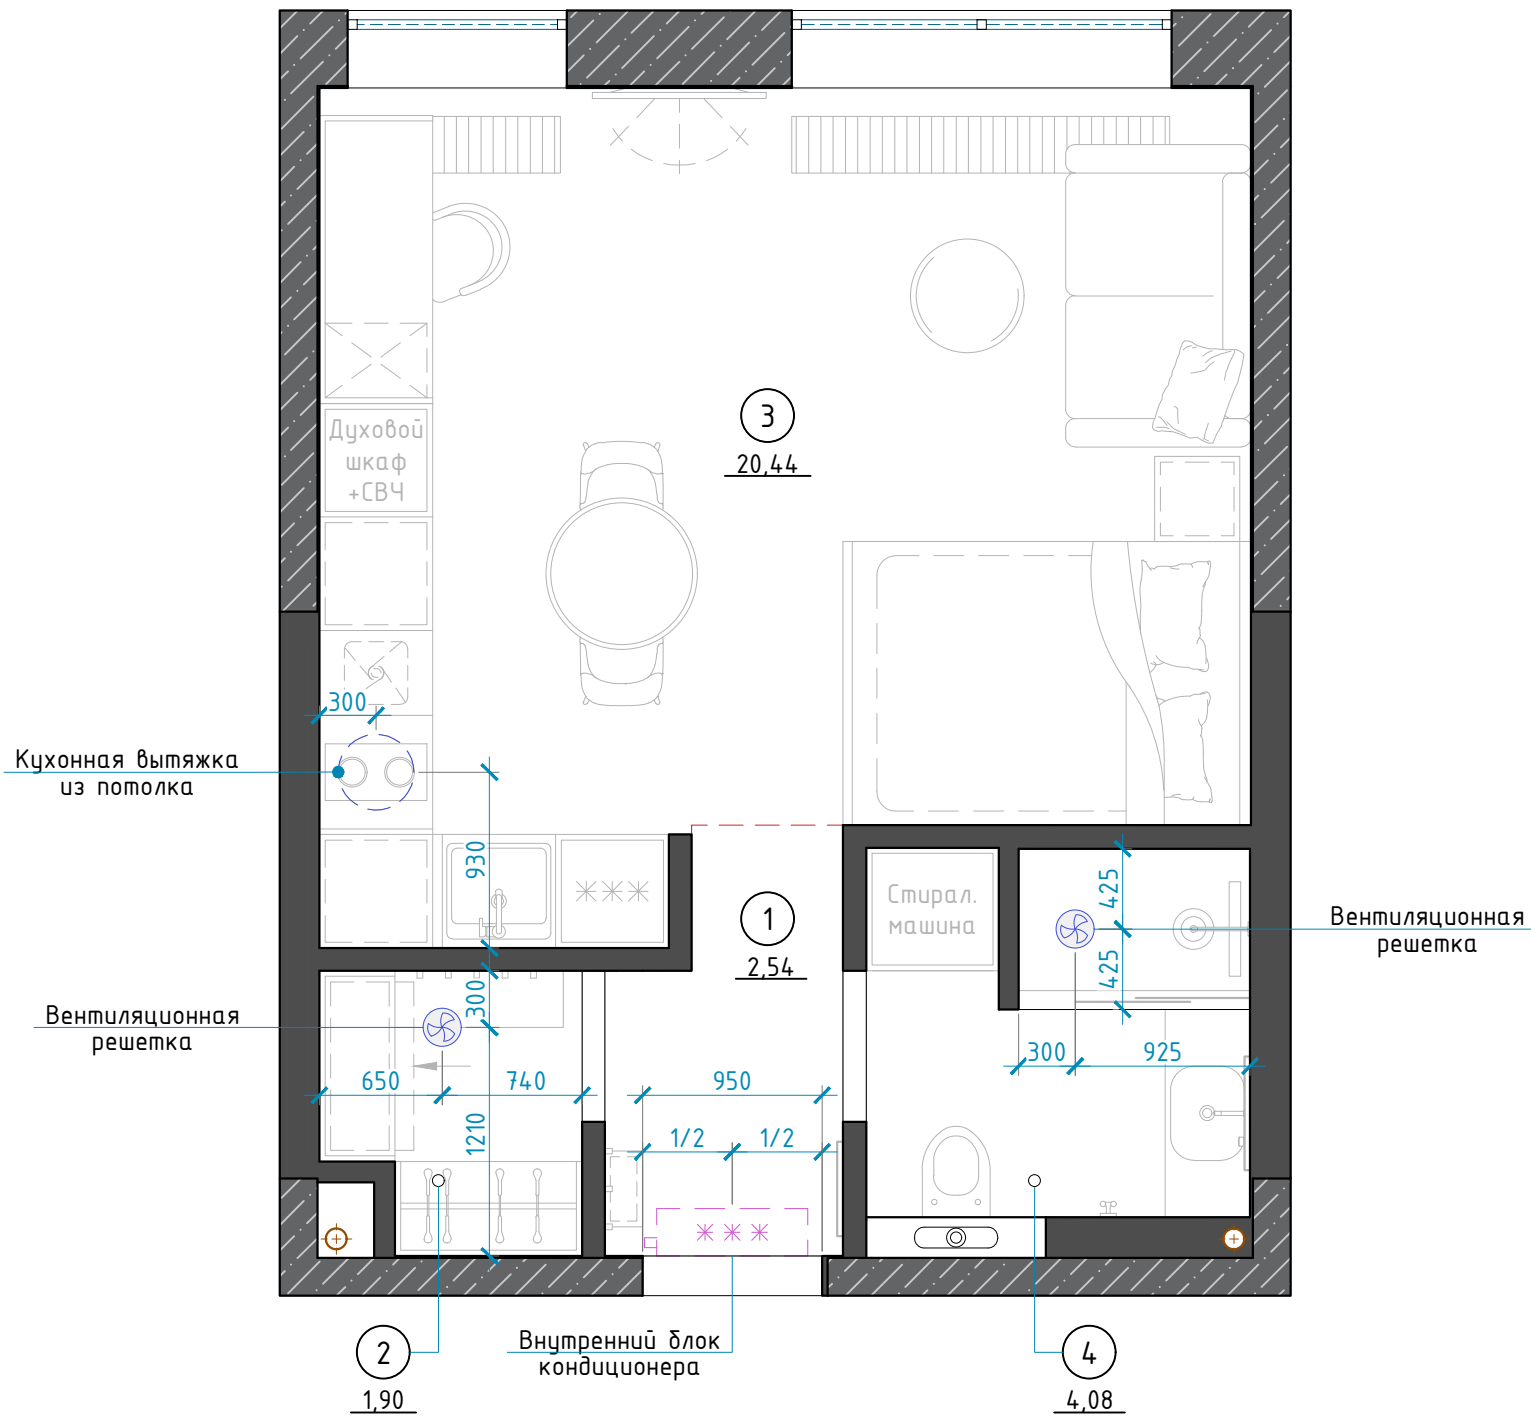 3
20,44
Духовой
шкаф
+СВЧ
300
Кухонная вытяжка
из потолка
930
1
2,54
Стирал.
машина
425
425
Вентиляционная
решетка
Вентиляционная
решетка
300
300
925
650
740
950
1210
1/2
1/2
2
1,90
Внутренний блок
кондиционера
4
4,08